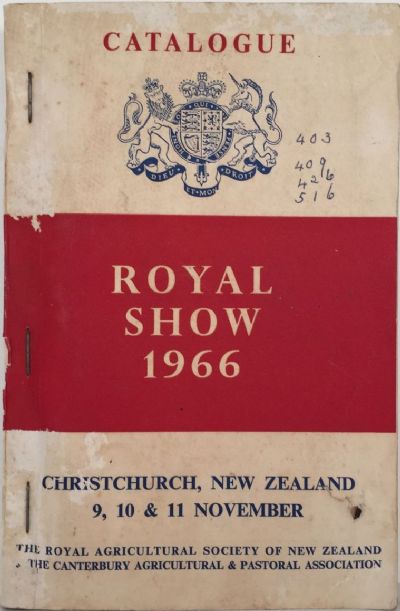 CATALOGUE
DIEU ET MON DROIT
403
409
426
516
ROYAL
SHOW
1966
CHRISTCHURCH, NEW ZEALAND
9, 10 & 11 NOVEMBER
THE ROYAL AGRICULTURAL SOCIETY OF NEW ZEALAND
& THE CANTERBURY AGRICULTURAL & PASTORAL ASSOCIATION